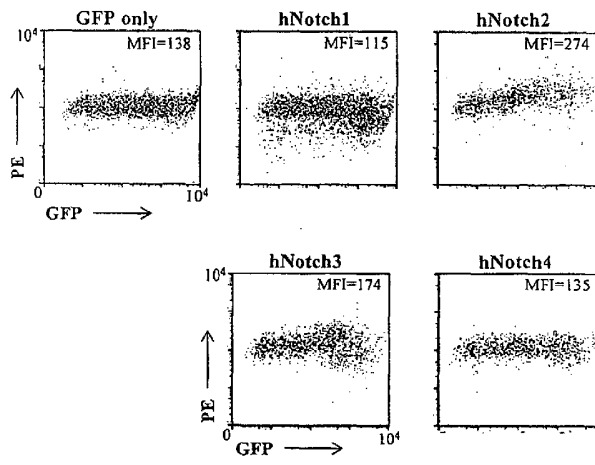 GFP only
hNotch1
hNotch2
10⁴
MFI=138
MFI=115
MFI=274
PE
0
10⁴
GFP
hNotch3
hNotch4
10⁴
MFI=174
MFI=135
PE
0
10⁴
GFP